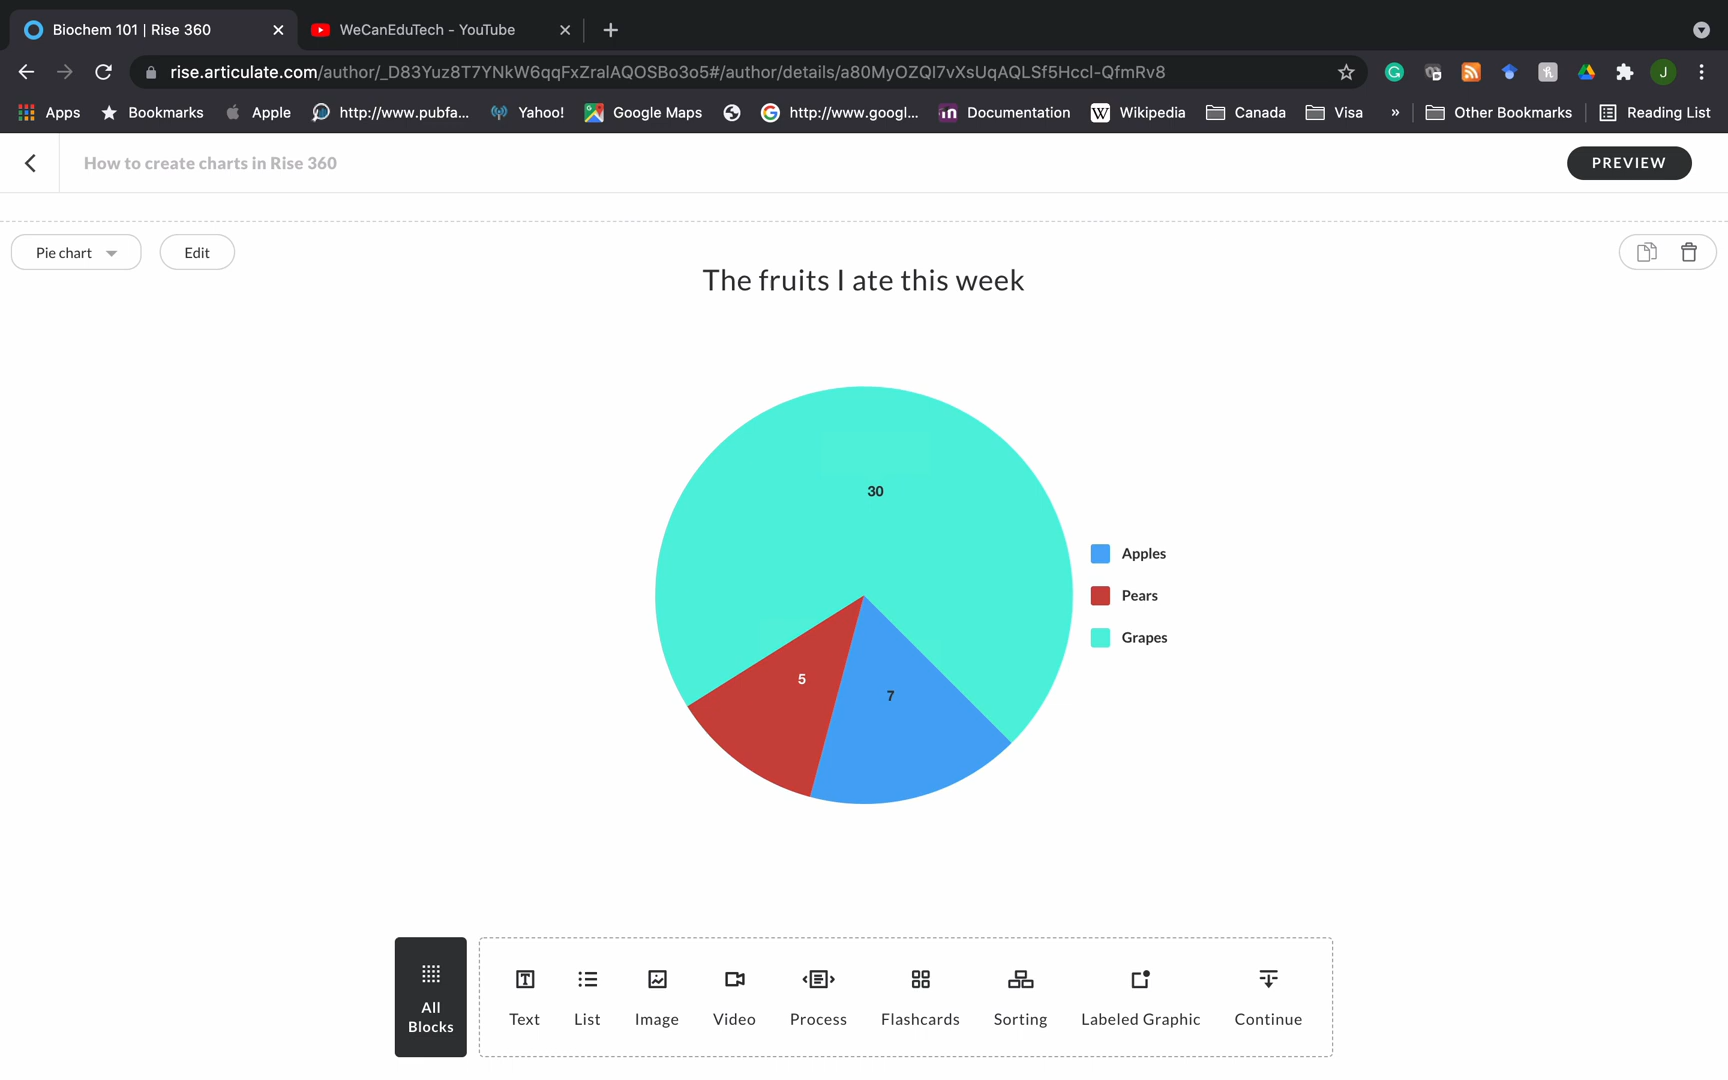 Biochem 101 | Rise 360
WeCanEduTech - YouTube
rise.articulate.com/author/_D83Yuz8T7YNkW6qqFxZralAQOSBo3o5#/author/details/a80MyOZQI7vXsUqAQLSf5Hccl-QfmRv8
J
Apps
Bookmarks
Apple
http://www.pubfa...
Yahoo!
Google Maps
http://www.googl...
Documentation
Wikipedia
Canada
Visa
»
Other Bookmarks
Reading List
How to create charts in Rise 360
PREVIEW
Pie chart
Edit
The fruits I ate this week
30
5
7
Apples
Pears
Grapes
All
Blocks
Text
List
Image
Video
Process
Flashcards
Sorting
Labeled Graphic
Continue